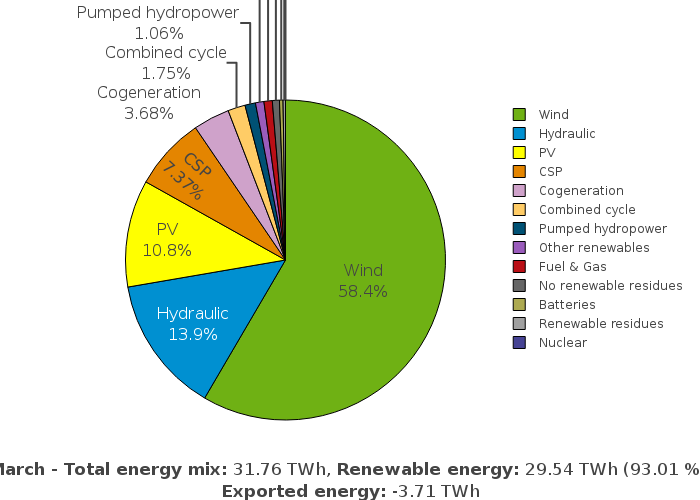 Pumped hydropower
1.06%
Combined cycle
1.75%
Cogeneration
3.68%
CSP
7.37%
PV
10.8%
Hydraulic
13.9%
Wind
58.4%
Wind
Hydraulic
PV
CSP
Cogeneration
Combined cycle
Pumped hydropower
Other renewables
Fuel & Gas
No renewable residues
Batteries
Renewable residues
Nuclear
March - Total energy mix: 31.76 TWh, Renewable energy: 29.54 TWh (93.01 %
Exported energy: -3.71 TWh